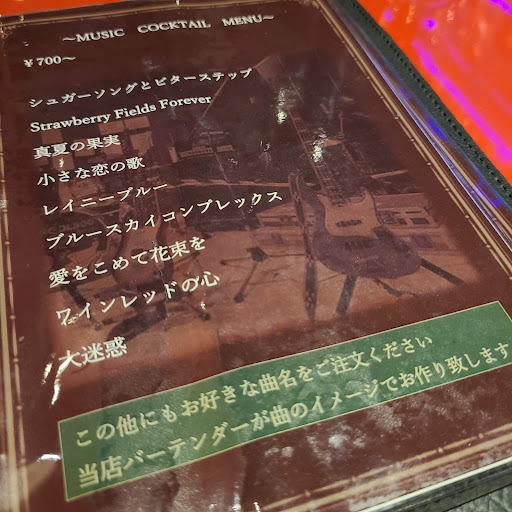 ～MUSIC COCKTAIL MENU～
￥700～
シュガーソングとビターステップ
Strawberry Fields Forever
真夏の果実
小さな恋の歌
レイニーブルー
ブルースカイコンプレックス
愛をこめて花束を
ワインレッドの心
大迷惑
この他にもお好きな曲名をご注文ください
当店バーテンダーが曲のイメージでお作り致します